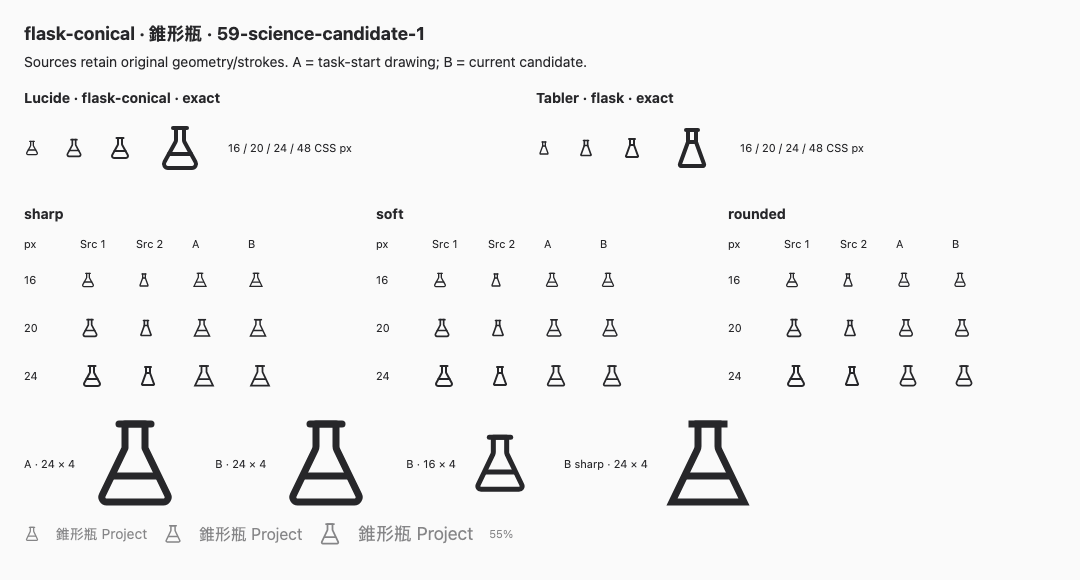 flask-conical · 錐形瓶 · 59-science-candidate-1
Sources retain original geometry/strokes. A = task-start drawing; B = current candidate.
Lucide · flask-conical · exact
Tabler · flask · exact
16 / 20 / 24 / 48 CSS px
16 / 20 / 24 / 48 CSS px
sharp
soft
rounded
px Src 1 Src 2 A B
px Src 1 Src 2 A B
px Src 1 Src 2 A B
16
16
16
20
20
20
24
24
24
A · 24 × 4
B · 24 × 4
B · 16 × 4
B sharp · 24 × 4
錐形瓶 Project
錐形瓶 Project
錐形瓶 Project
55%